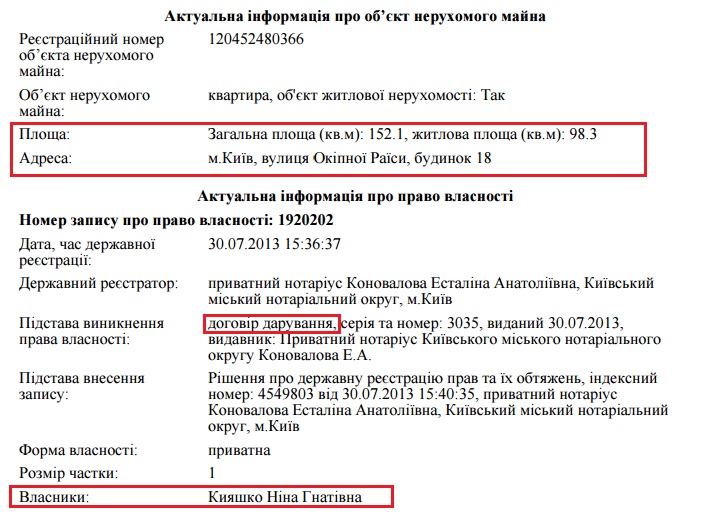 Актуальна інформація про об’єкт нерухомого майна
Реєстраційний номер об’єкта нерухомого майна: 120452480366
Об’єкт нерухомого майна: квартира, об'єкт житлової нерухомості: Так
Площа: Загальна площа (кв.м): 152.1, житлова площа (кв.м): 98.3
Адреса: м.Київ, вулиця Окіпної Раїси, будинок 18
Актуальна інформація про право власності
Номер запису про право власності: 1920202
Дата, час державної реєстрації: 30.07.2013 15:36:37
Державний реєстратор: приватний нотаріус Коновалова Есталіна Анатоліївна, Київський
міський нотаріальний округ, м.Київ
Підстава виникнення права власності: договір дарування, серія та номер: 3035, виданий 30.07.2013,
видавник: Приватний нотаріус Київського міського нотаріального
округу Коновалова Е.А.
Підстава внесення запису: Рішення про державну реєстрацію прав та їх обтяжень, індексний
номер: 4549803 від 30.07.2013 15:40:35, приватний нотаріус
Коновалова Есталіна Анатоліївна, Київський міський нотаріальний
округ, м.Київ
Форма власності: приватна
Розмір частки: 1
Власники: Кияшко Ніна Гнатівна